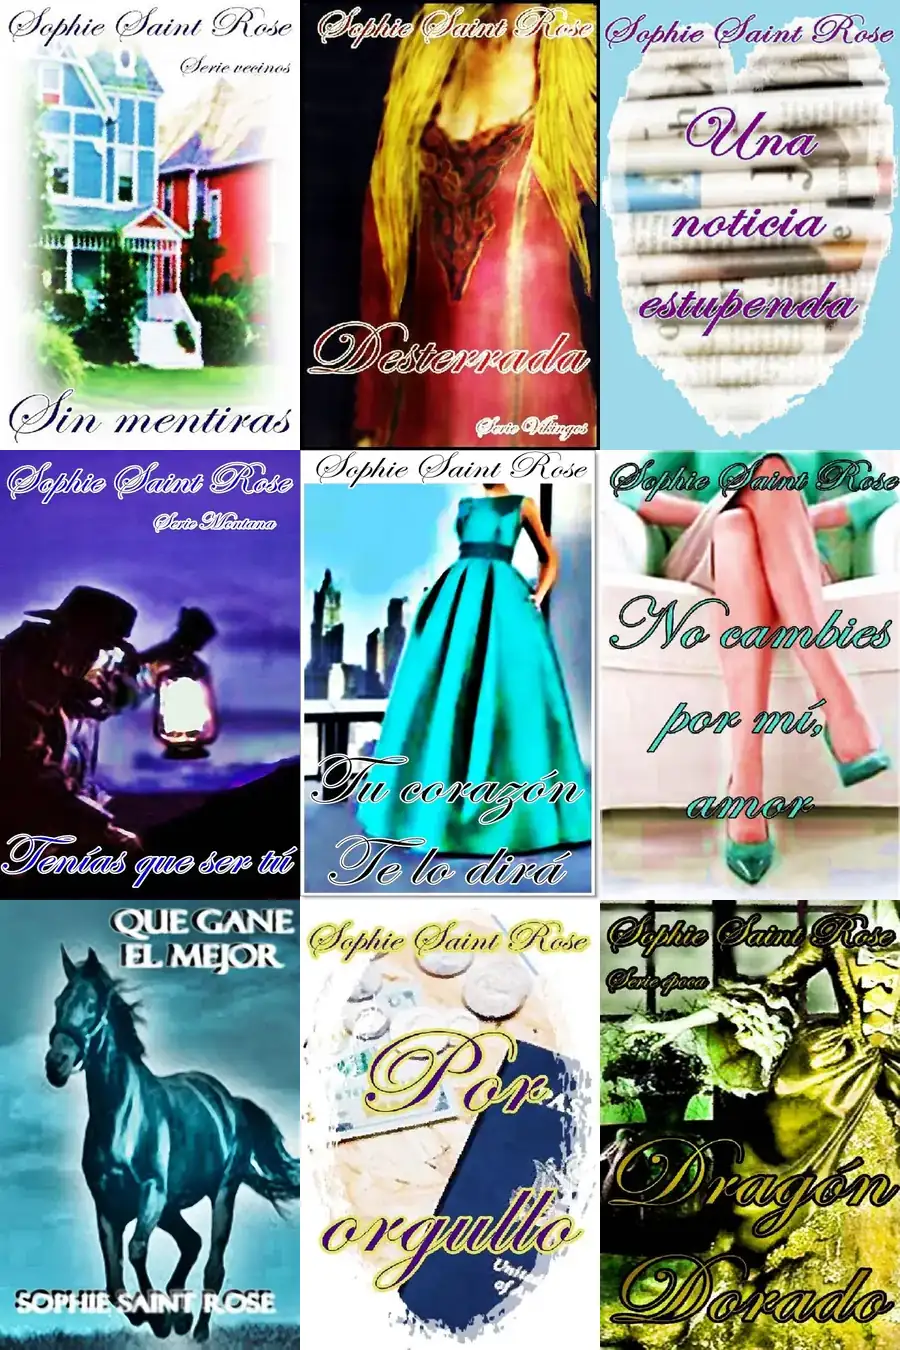 Sophie Saint Rose
Serie vecinos
Sin mentiras
Sophie Saint Rose
Desterrada
Serie Vikingos
Sophie Saint Rose
Una
noticia
estupenda
Sophie Saint Rose
Serie Montana
Tenías que ser tú
Sophie Saint Rose
Tu corazón
Te lo dirá
Sophie Saint Rose
No cambies
por mí,
amor
QUE GANE
EL MEJOR
SOPHIE SAINT ROSE
Sophie Saint Rose
Por
orgullo
Unite
of
Sophie Saint Rose
Serie época
Dragón
Dorado